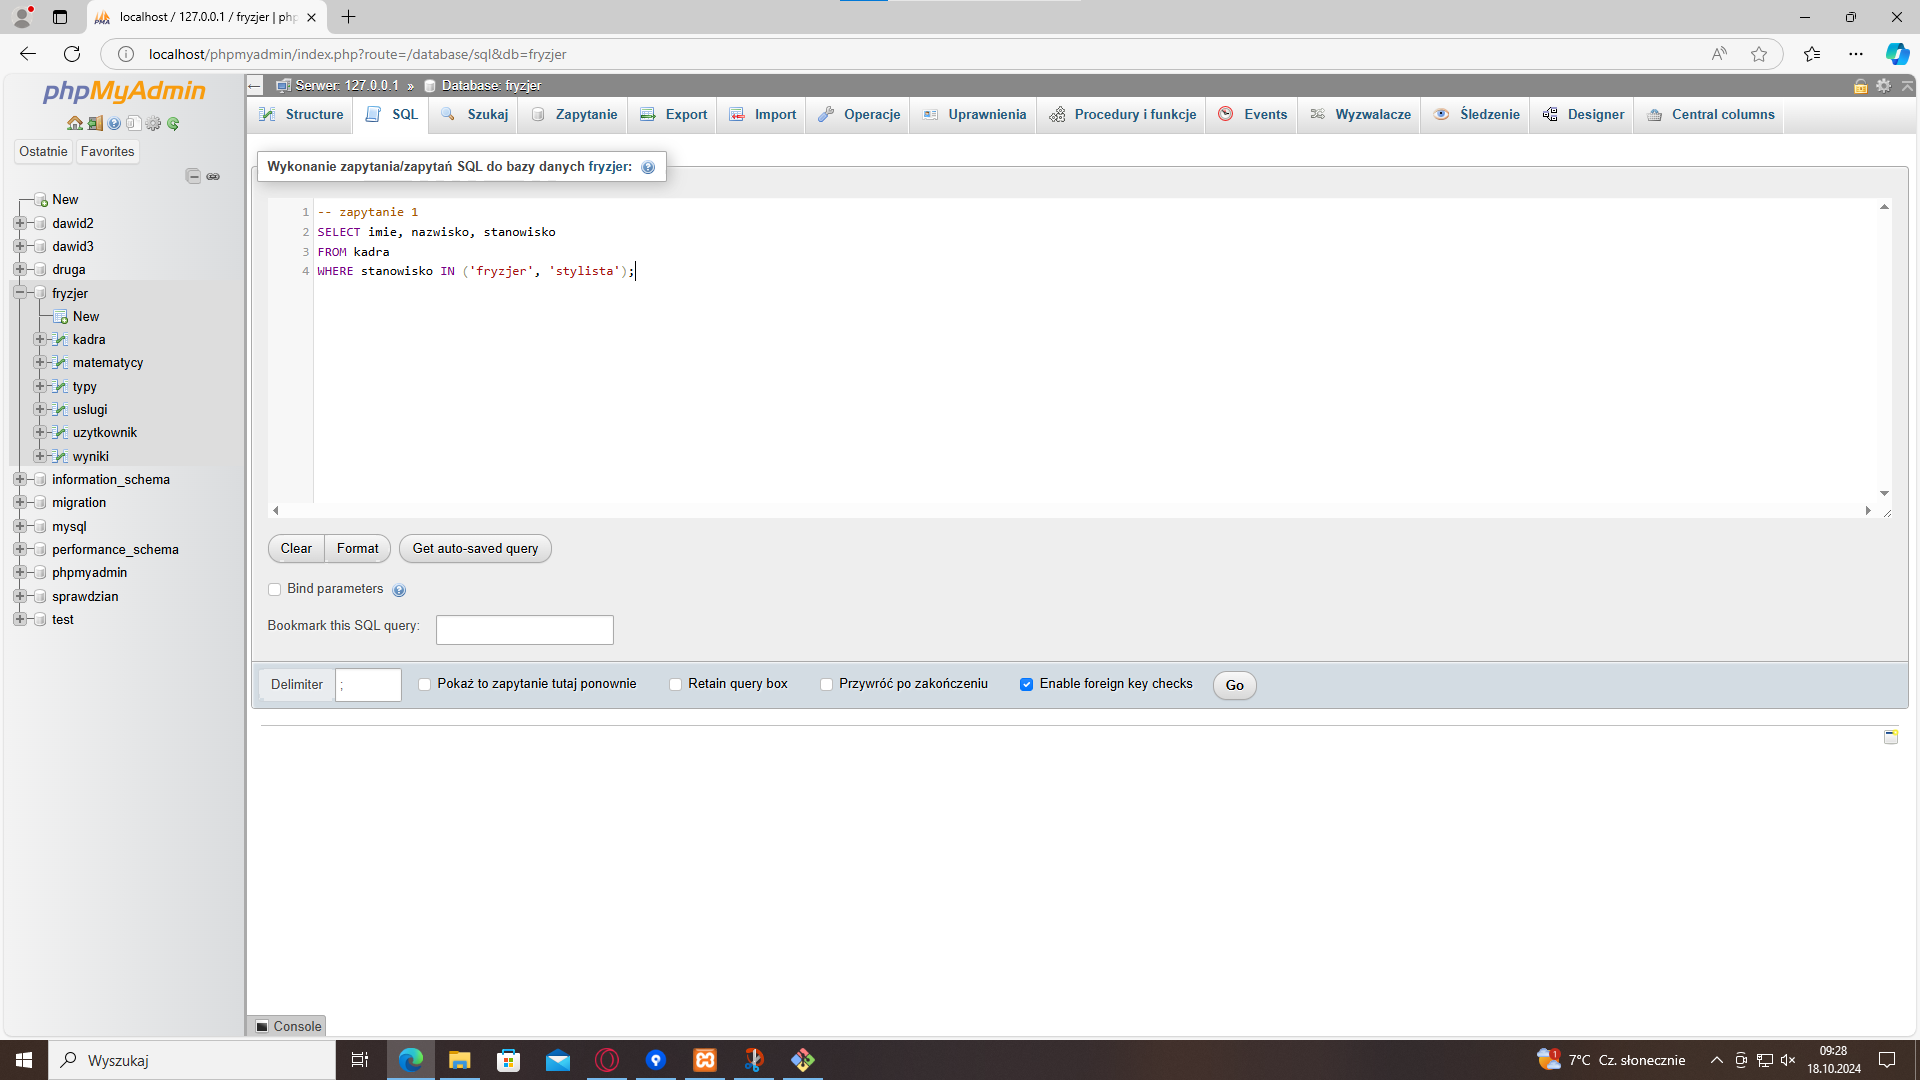 localhost / 127.0.0.1 / fryzjer | php
localhost/phpmyadmin/index.php?route=/database/sql&db=fryzjer
phpMyAdmin
Ostatnie Favorites
New
dawid2
dawid3
druga
fryzjer
New
kadra
matematycy
typy
uslugi
uzytkownik
wyniki
information_schema
migration
mysql
performance_schema
phpmyadmin
sprawdzian
test
Serwer: 127.0.0.1 » Database: fryzjer
Structure SQL Szukaj Zapytanie Export Import Operacje Uprawnienia Procedury i funkcje Events Wyzwalacze Śledzenie Designer Central columns
Wykonanie zapytania/zapytań SQL do bazy danych fryzjer:
1 -- zapytanie 1
2 SELECT imie, nazwisko, stanowisko
3 FROM kadra
4 WHERE stanowisko IN ('fryzjer', 'stylista');
Clear Format Get auto-saved query
Bind parameters
Bookmark this SQL query:
Delimiter ; Pokaż to zapytanie tutaj ponownie Retain query box Przywróć po zakończeniu Enable foreign key checks Go
Console
Wyszukaj
1 7°C Cz. słonecznie
09:28
18.10.2024